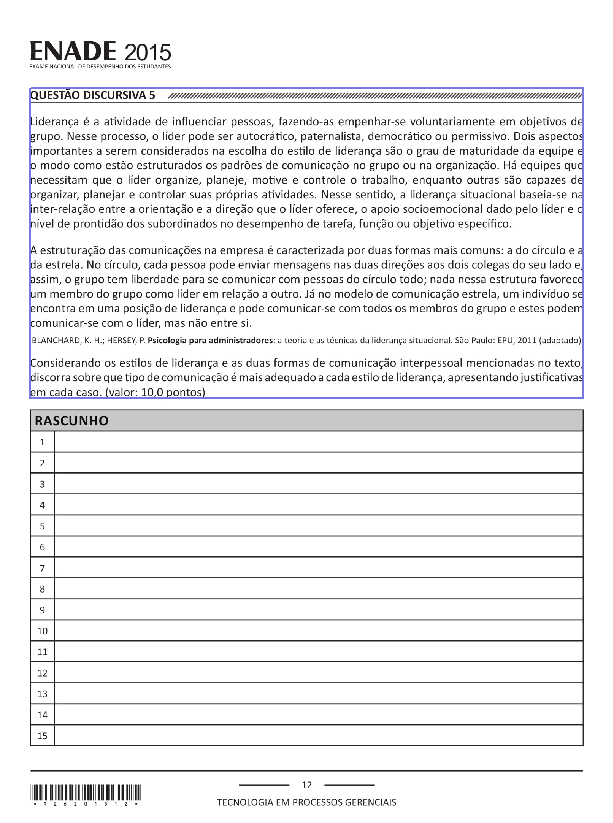 ENADE 2015
EXAME NACIONAL DE DESEMPENHO DOS ESTUDANTES
QUESTÃO DISCURSIVA 5
Liderança é a atividade de influenciar pessoas, fazendo-as empenhar-se voluntariamente em objetivos de
grupo. Nesse processo, o líder pode ser autocrático, paternalista, democrático ou permissivo. Dois aspectos
importantes a serem considerados na escolha do estilo de liderança são o grau de maturidade da equipe e
o modo como estão estruturados os padrões de comunicação no grupo ou na organização. Há equipes que
necessitam que o líder organize, planeje, motive e controle o trabalho, enquanto outras são capazes de
organizar, planejar e controlar suas próprias atividades. Nesse sentido, a liderança situacional baseia-se na
inter-relação entre a orientação e a direção que o líder oferece, o apoio socioemocional dado pelo líder e o
nível de prontidão dos subordinados no desempenho de tarefa, função ou objetivo específico.
A estruturação das comunicações na empresa é caracterizada por duas formas mais comuns: a do círculo e a
da estrela. No círculo, cada pessoa pode enviar mensagens nas duas direções aos dois colegas do seu lado e,
assim, o grupo tem liberdade para se comunicar com pessoas do círculo todo; nada nessa estrutura favorece
um membro do grupo como líder em relação a outro. Já no modelo de comunicação estrela, um indivíduo se
encontra em uma posição de liderança e pode comunicar-se com todos os membros do grupo e estes podem
comunicar-se com o líder, mas não entre si.
BLANCHARD, K. H.; HERSEY, P. Psicologia para administradores: a teoria e as técnicas da liderança situacional. São Paulo: EPU, 2011 (adaptado)
Considerando os estilos de liderança e as duas formas de comunicação interpessoal mencionadas no texto,
discorra sobre que tipo de comunicação é mais adequado a cada estilo de liderança, apresentando justificativas
em cada caso. (valor: 10,0 pontos)
RASCUNHO
1
2
3
4
5
6
7
8
9
10
11
12
13
14
15
12
*R2620151 2*
TECNOLOGIA EM PROCESSOS GERENCIAIS